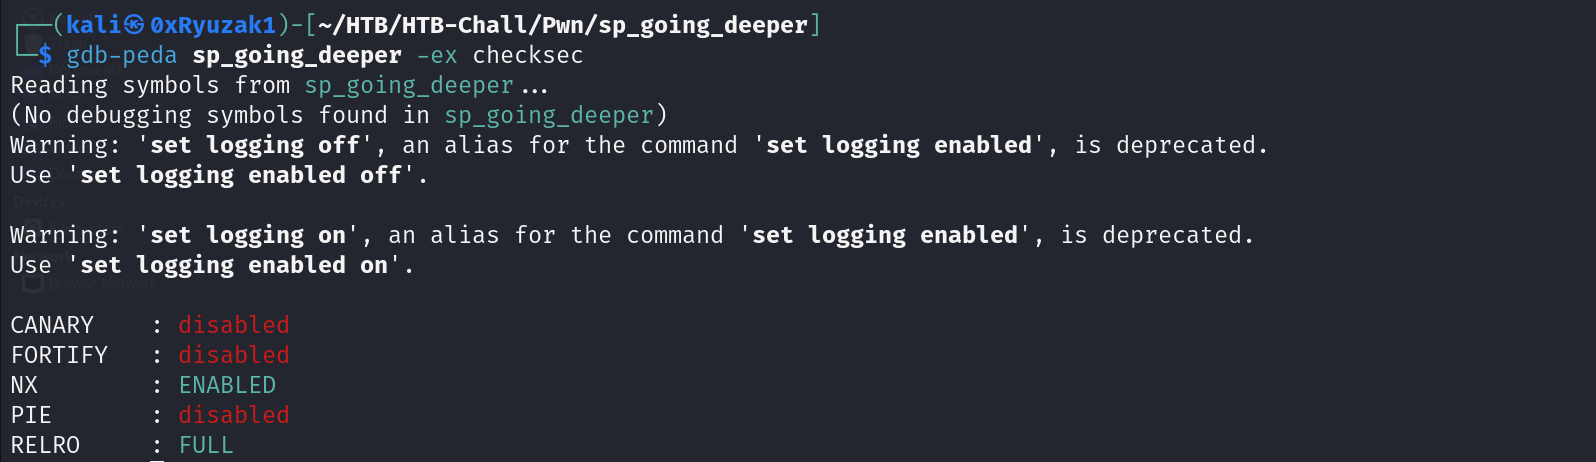 ┌──(kali㉿0xRyuzak1)-[~/HTB/HTB-Chall/Pwn/sp_going_deeper]
└─$ gdb-peda sp_going_deeper -ex checksec
Reading symbols from sp_going_deeper...
(No debugging symbols found in sp_going_deeper)
Warning: 'set logging off', an alias for the command 'set logging enabled', is deprecated.
Use 'set logging enabled off'.
Devices
Warning: 'set logging on', an alias for the command 'set logging enabled', is deprecated.
Use 'set logging enabled on'.
Browse Network
CANARY    : disabled
FORTIFY   : disabled
NX        : ENABLED
PIE       : disabled
RELRO     : FULL